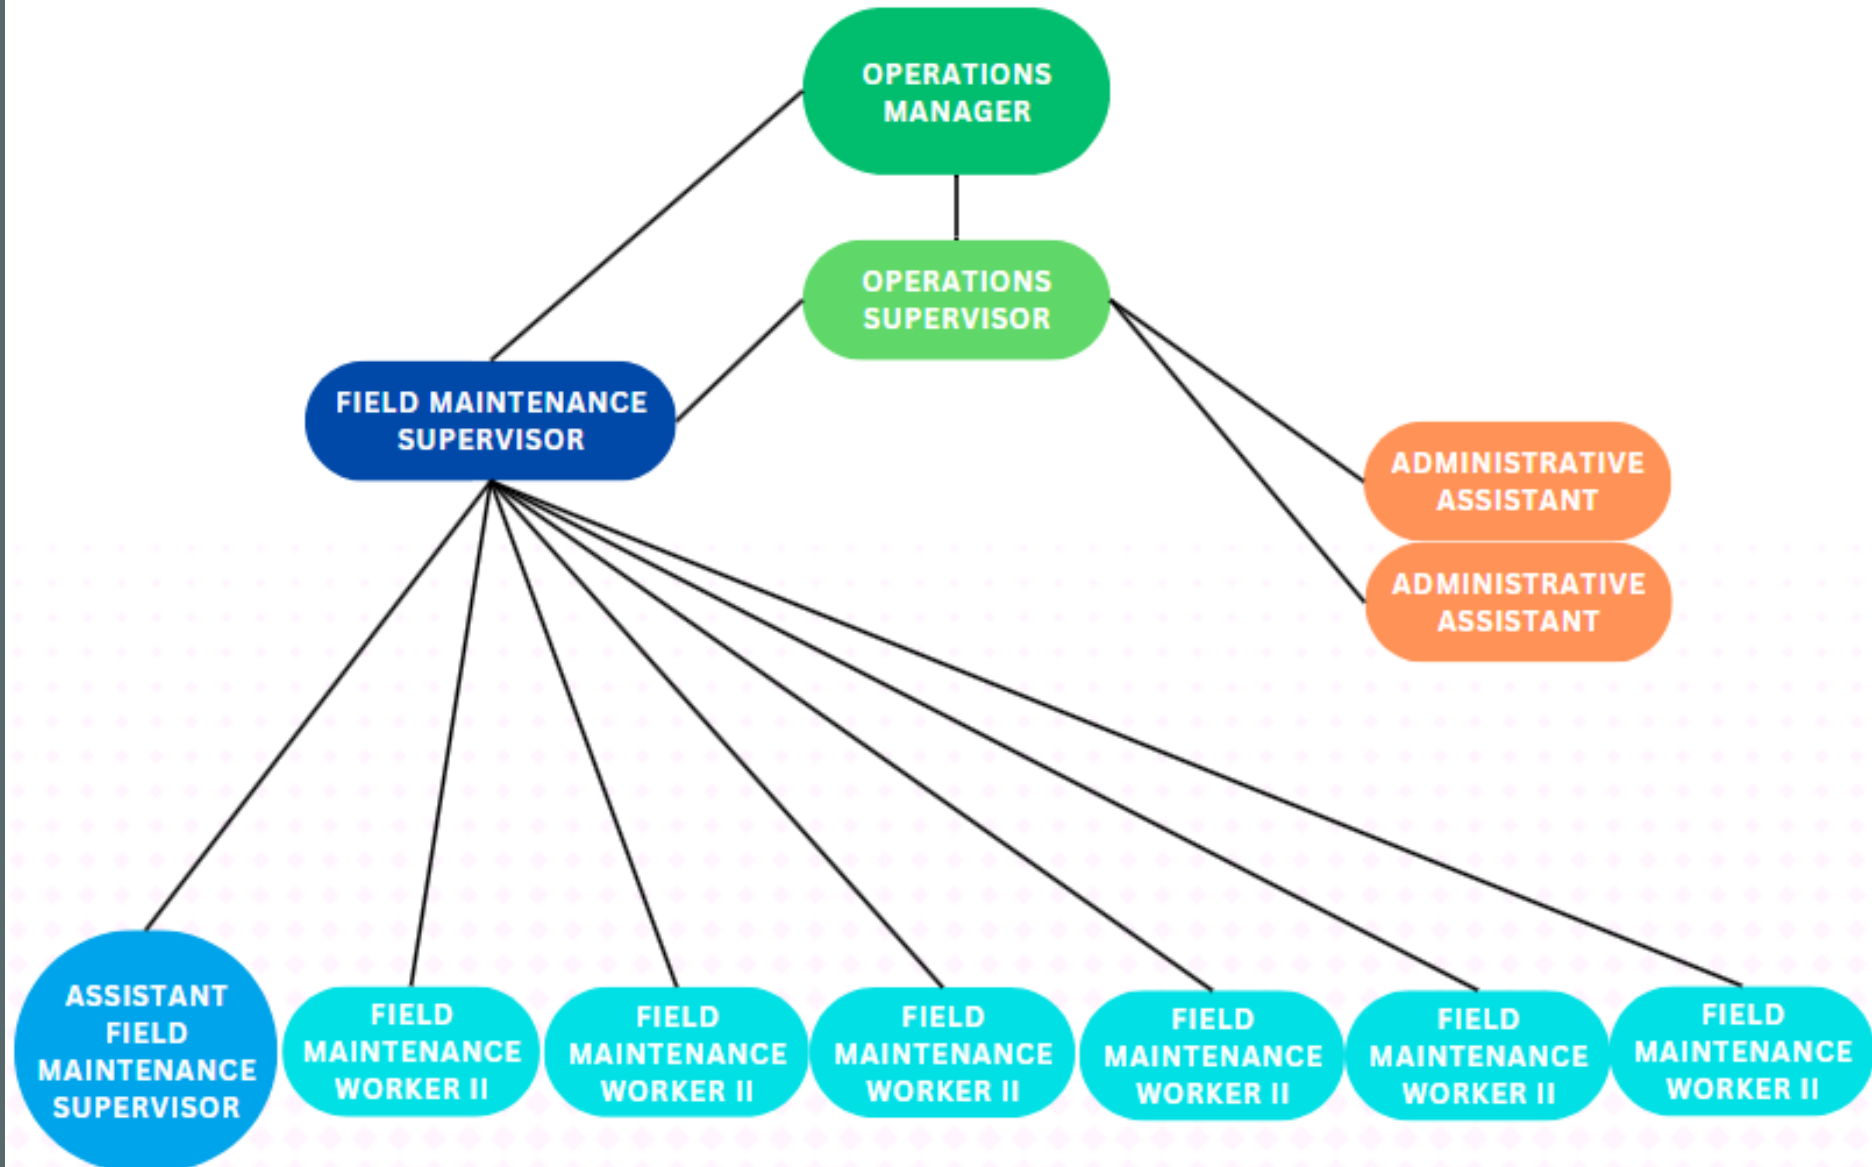 OPERATIONS
MANAGER
OPERATIONS
SUPERVISOR
FIELD MAINTENANCE
SUPERVISOR
ADMINISTRATIVE
ASSISTANT
ADMINISTRATIVE
ASSISTANT
ASSISTANT
FIELD
MAINTENANCE
SUPERVISOR
FIELD
MAINTENANCE
WORKER II
FIELD
MAINTENANCE
WORKER II
FIELD
MAINTENANCE
WORKER II
FIELD
MAINTENANCE
WORKER II
FIELD
MAINTENANCE
WORKER II
FIELD
MAINTENANCE
WORKER II